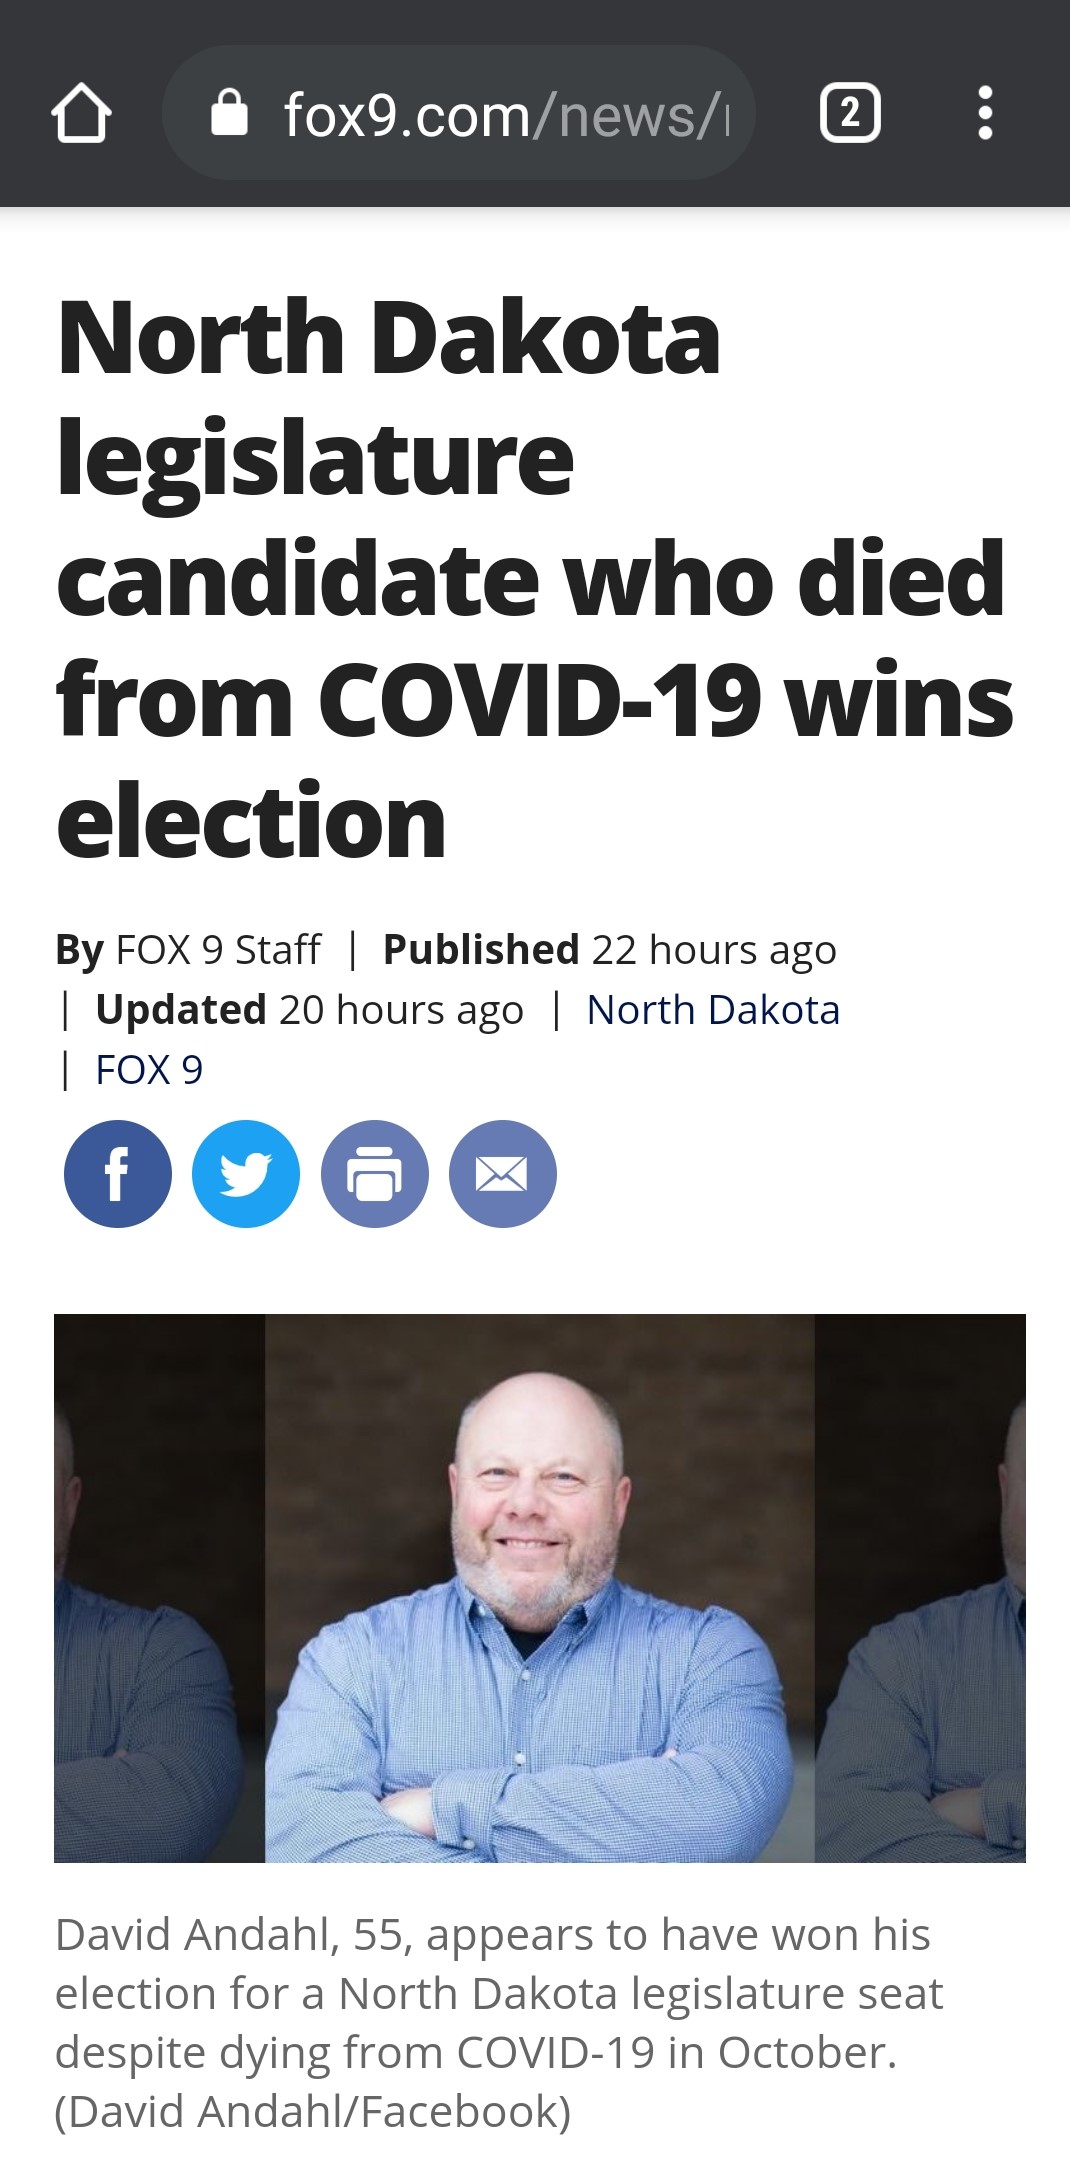 fox9.com/news/
2
North Dakota
legislature
candidate who died
from COVID-19 wins
election
By FOX 9 Staff | Published 22 hours ago
| Updated 20 hours ago | North Dakota
| FOX 9
David Andahl, 55, appears to have won his
election for a North Dakota legislature seat
despite dying from COVID-19 in October.
(David Andahl/Facebook)